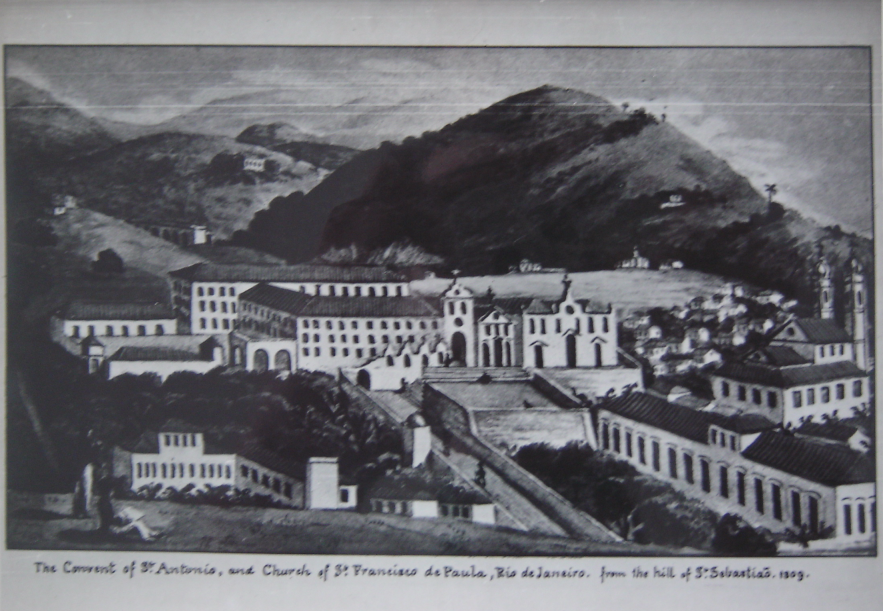 The Convent of St. Antonio, and Church of St. Francisco de Paula, Rio de Janeiro. from the hill of St. Sebastião. 1809.